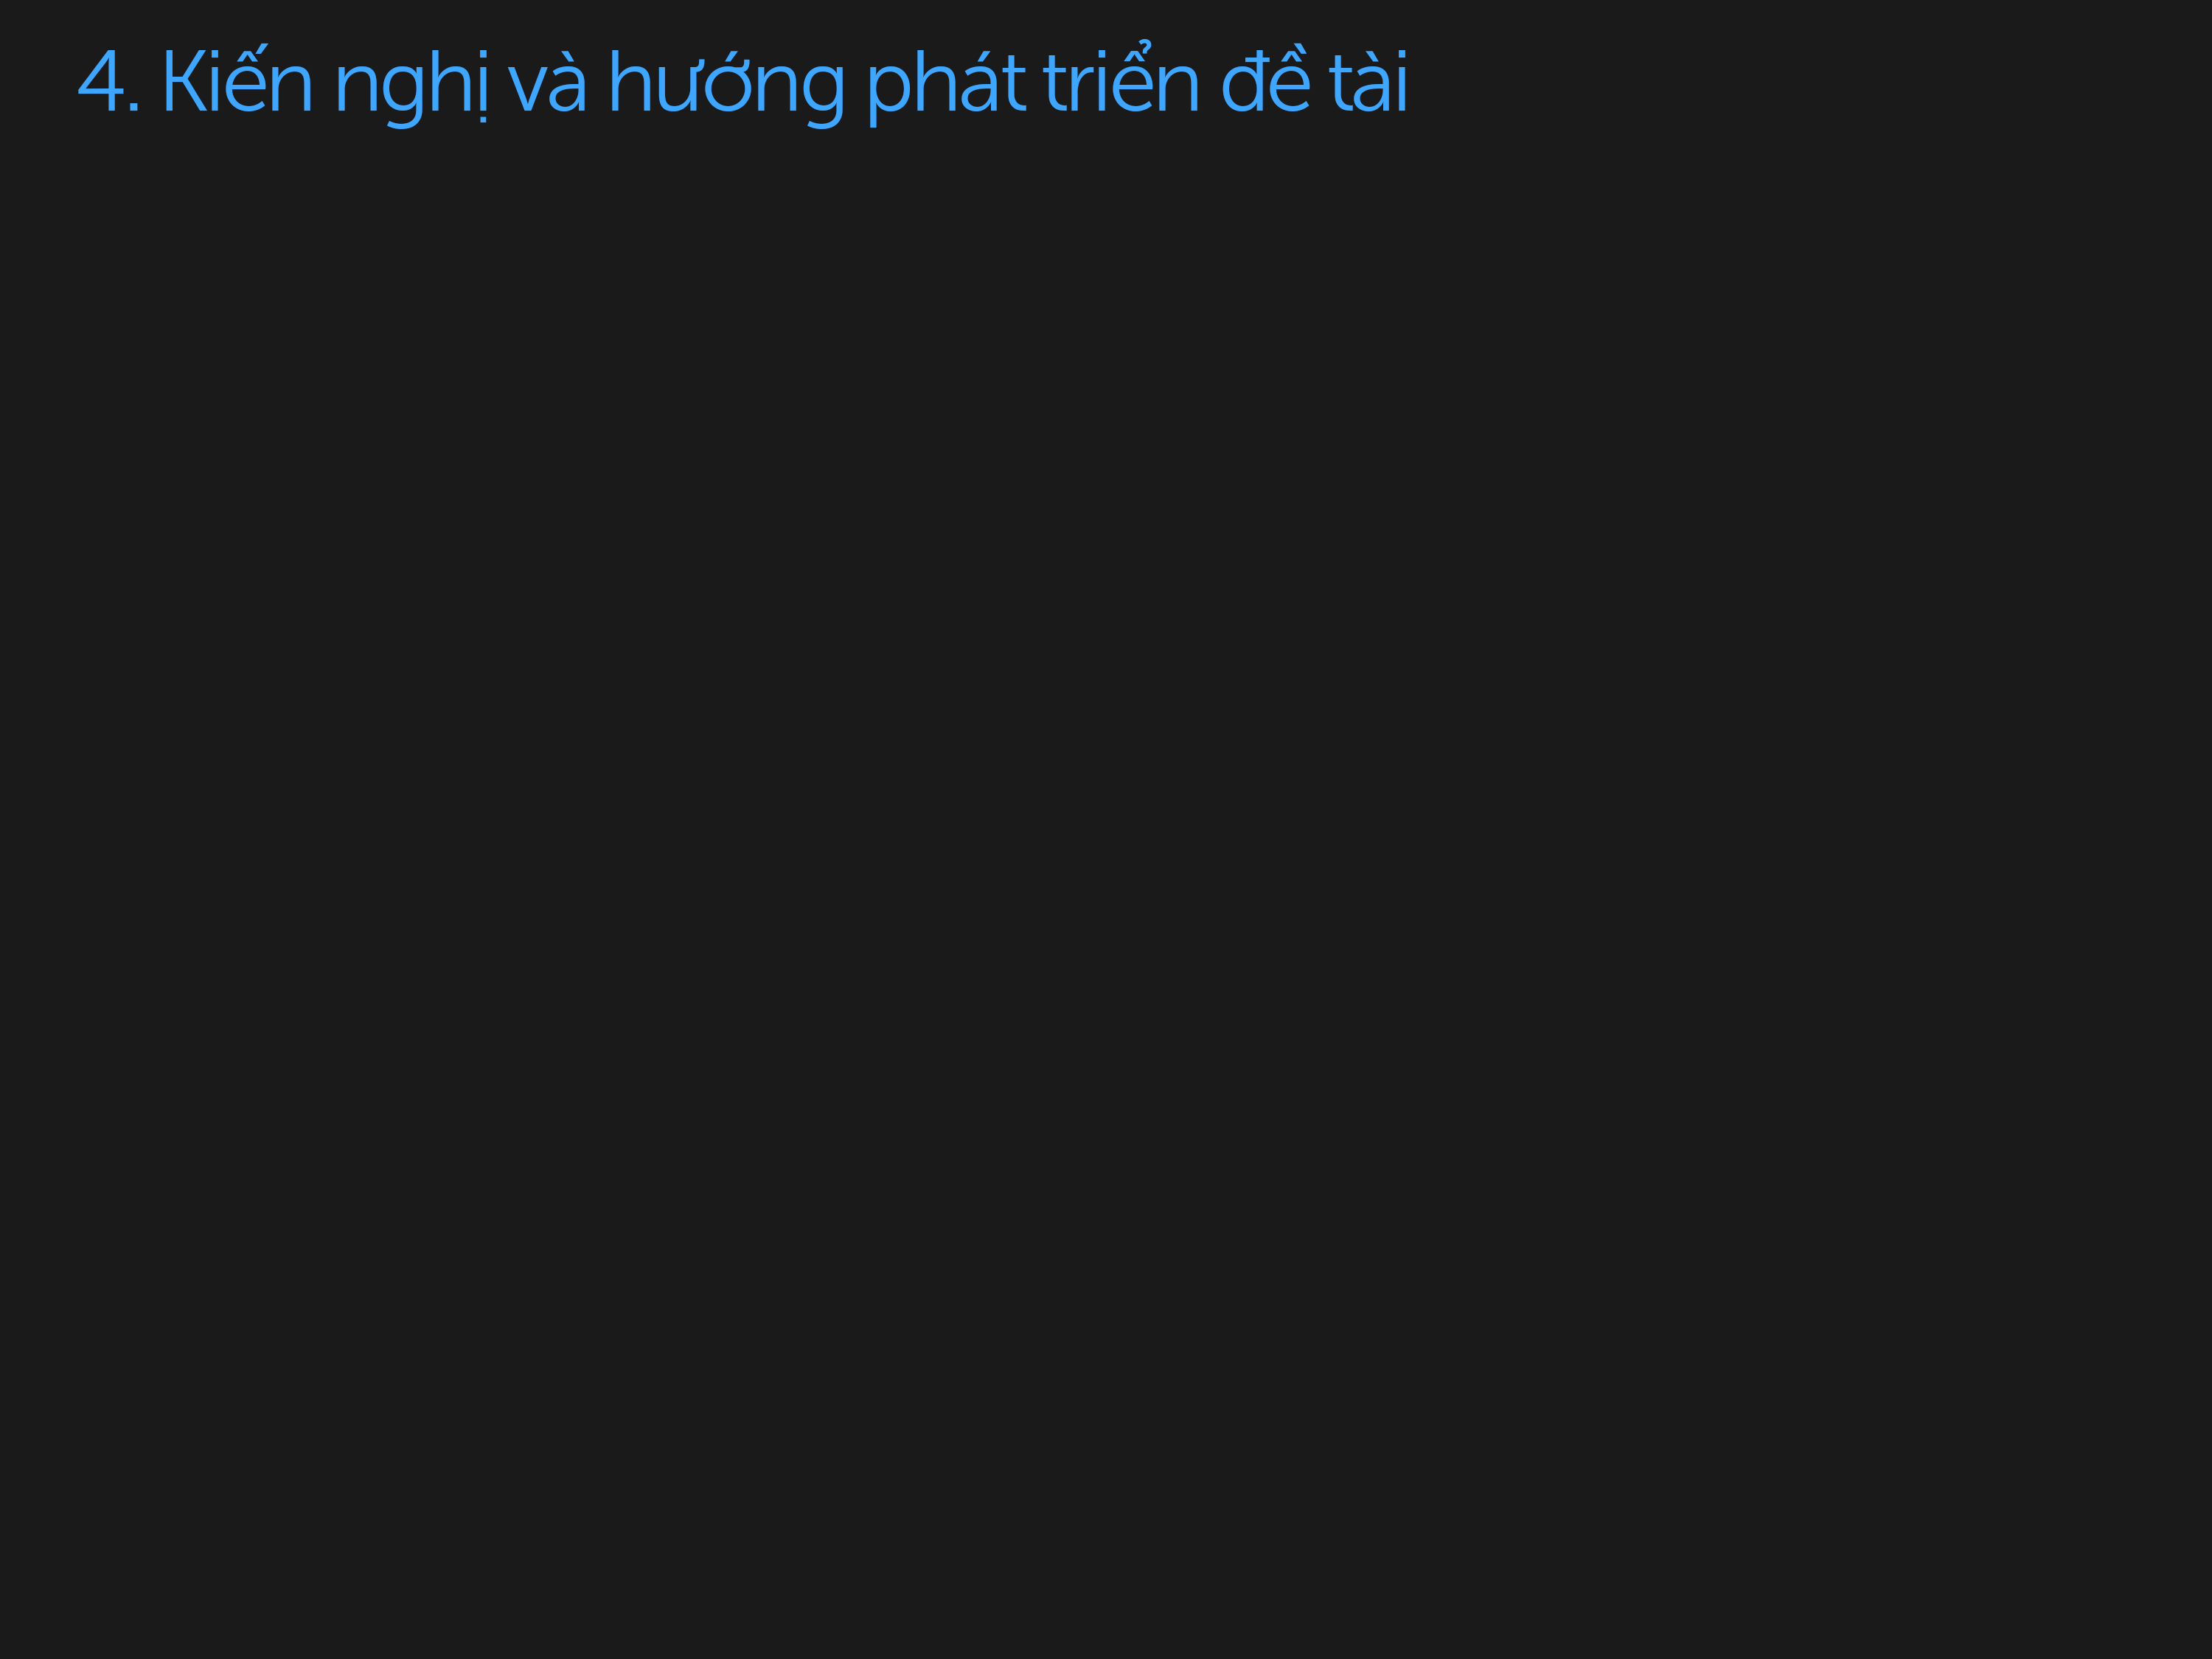 4. Kiến nghị và hướng phát triển đề tài